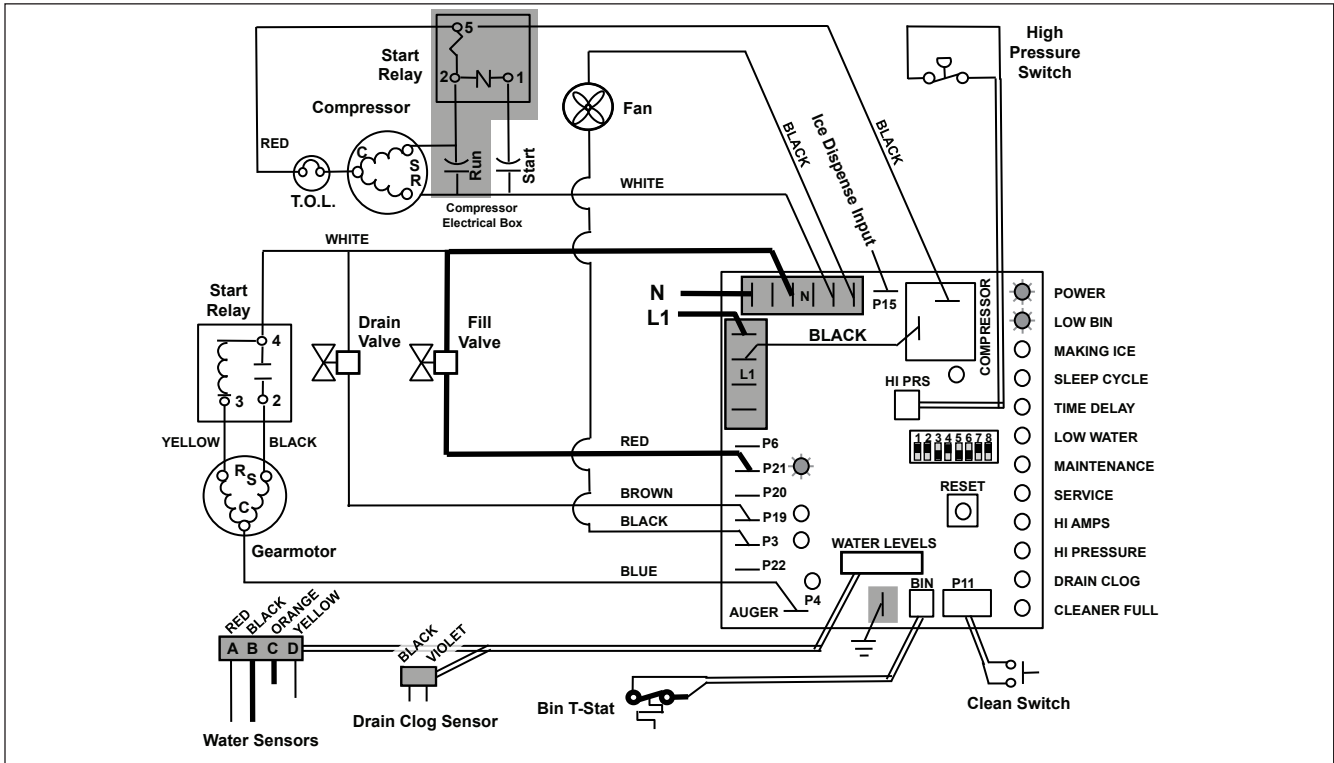 5
Start
Relay
2
N
1
Compressor
RED
C
S
R
T.O.L.
Run
Start
Compressor
Electrical Box
Fan
BLACK
Ice Dispense Input
BLACK
High
Pressure
Switch
WHITE
WHITE
Start
Relay
4
3
2
YELLOW
BLACK
R
S
C
Gearmotor
Drain
Valve
Fill
Valve
N
L1
N
P15
BLACK
L1
COMPRESSOR
HI PRS
1 2 3 4 5 6 7 8
RESET
RED
P6
P21
P20
BROWN
P19
BLACK
P3
P22
BLUE
P4
AUGER
WATER LEVELS
BIN
P11
POWER
LOW BIN
MAKING ICE
SLEEP CYCLE
TIME DELAY
LOW WATER
MAINTENANCE
SERVICE
HI AMPS
HI PRESSURE
DRAIN CLOG
CLEANER FULL
RED
BLACK
ORANGE
YELLOW
A B C D
Water Sensors
BLACK
VIOLET
Drain Clog Sensor
Bin T-Stat
Clean Switch